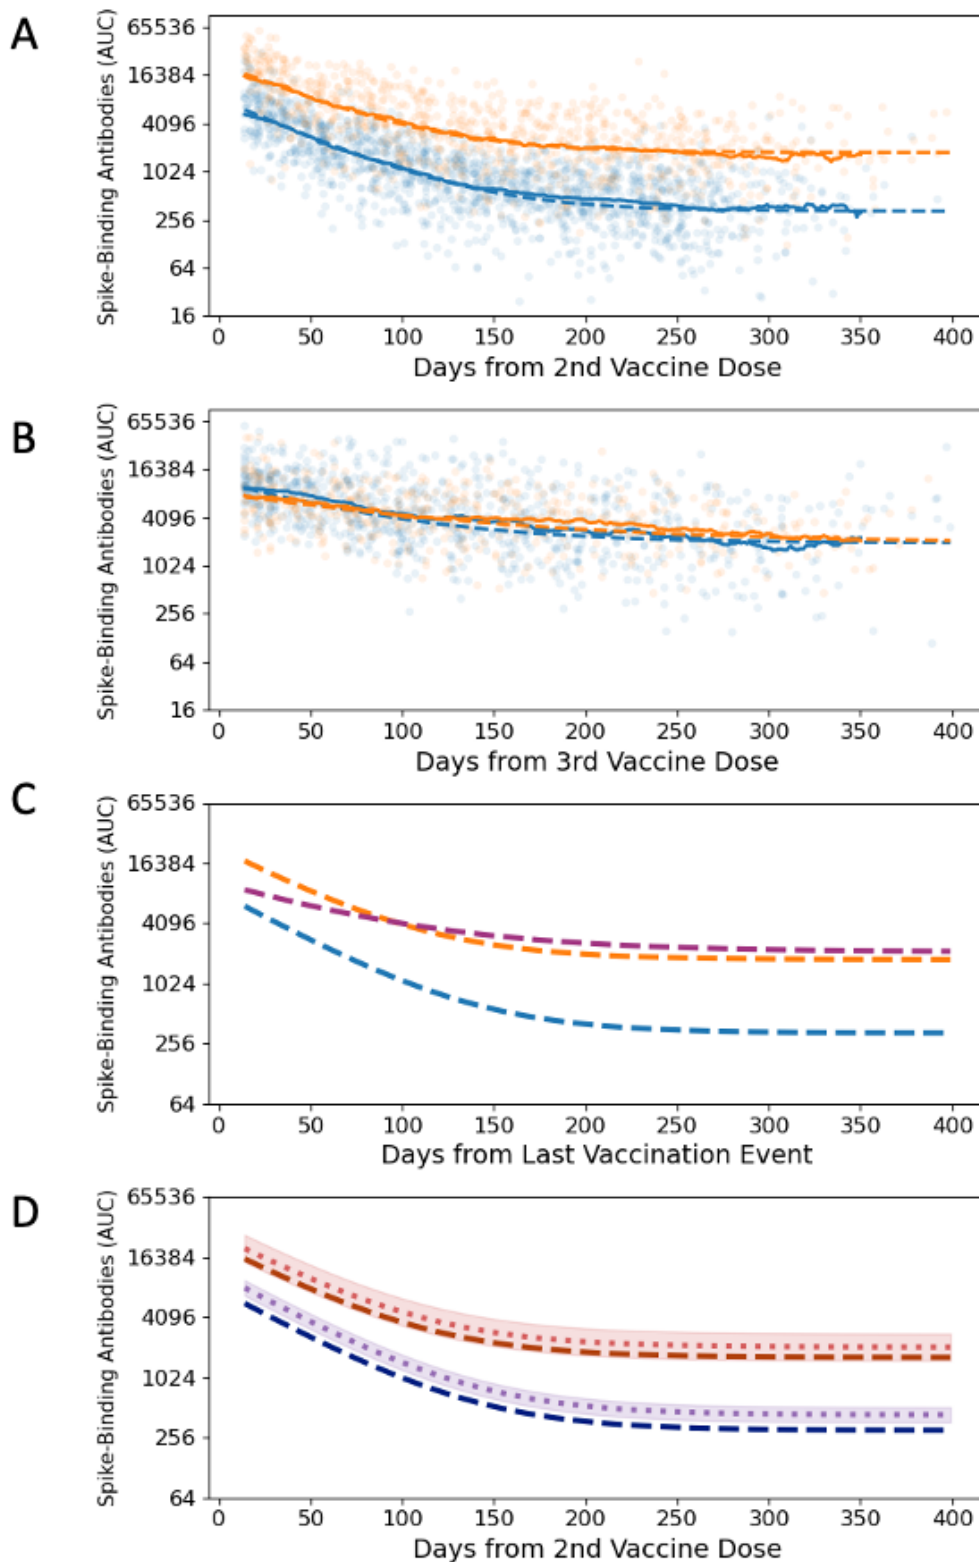 A
Spike-Binding Antibodies (AUC)
65536
16384
4096
1024
256
64
16
0 50 100 150 200 250 300 350 400
Days from 2nd Vaccine Dose
B
Spike-Binding Antibodies (AUC)
65536
16384
4096
1024
256
64
16
0 50 100 150 200 250 300 350 400
Days from 3rd Vaccine Dose
C
Spike-Binding Antibodies (AUC)
65536
16384
4096
1024
256
64
0 50 100 150 200 250 300 350 400
Days from Last Vaccination Event
D
Spike-Binding Antibodies (AUC)
65536
16384
4096
1024
256
64
0 50 100 150 200 250 300 350 400
Days from 2nd Vaccine Dose